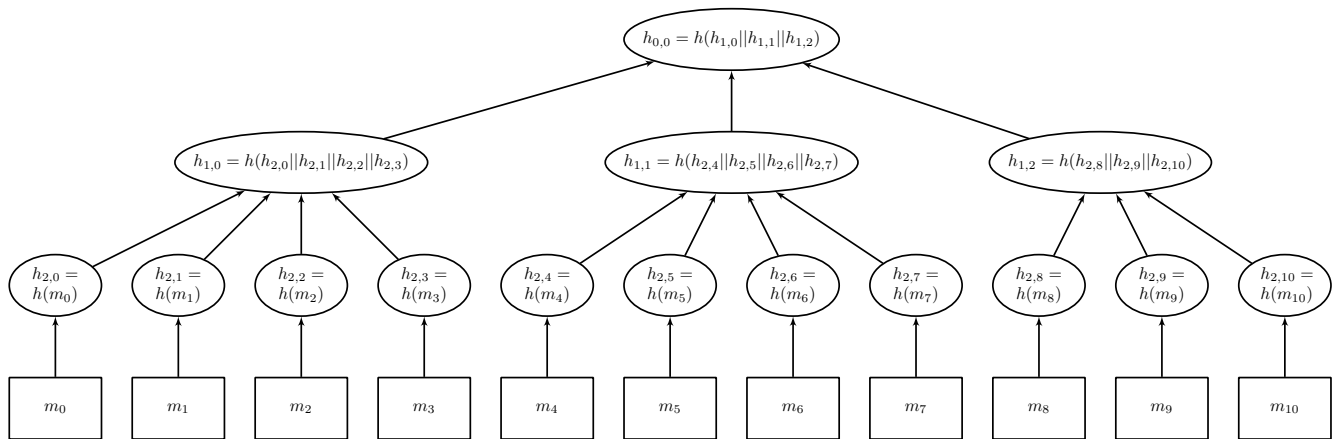 h_{0,0} = h(h_{1,0}||h_{1,1}||h_{1,2})
h_{1,0} = h(h_{2,0}||h_{2,1}||h_{2,2}||h_{2,3})
h_{1,1} = h(h_{2,4}||h_{2,5}||h_{2,6}||h_{2,7})
h_{1,2} = h(h_{2,8}||h_{2,9}||h_{2,10})
h_{2,0} =
h(m_0)
h_{2,1} =
h(m_1)
h_{2,2} =
h(m_2)
h_{2,3} =
h(m_3)
h_{2,4} =
h(m_4)
h_{2,5} =
h(m_5)
h_{2,6} =
h(m_6)
h_{2,7} =
h(m_7)
h_{2,8} =
h(m_8)
h_{2,9} =
h(m_9)
h_{2,10} =
h(m_{10})
m_0
m_1
m_2
m_3
m_4
m_5
m_6
m_7
m_8
m_9
m_{10}